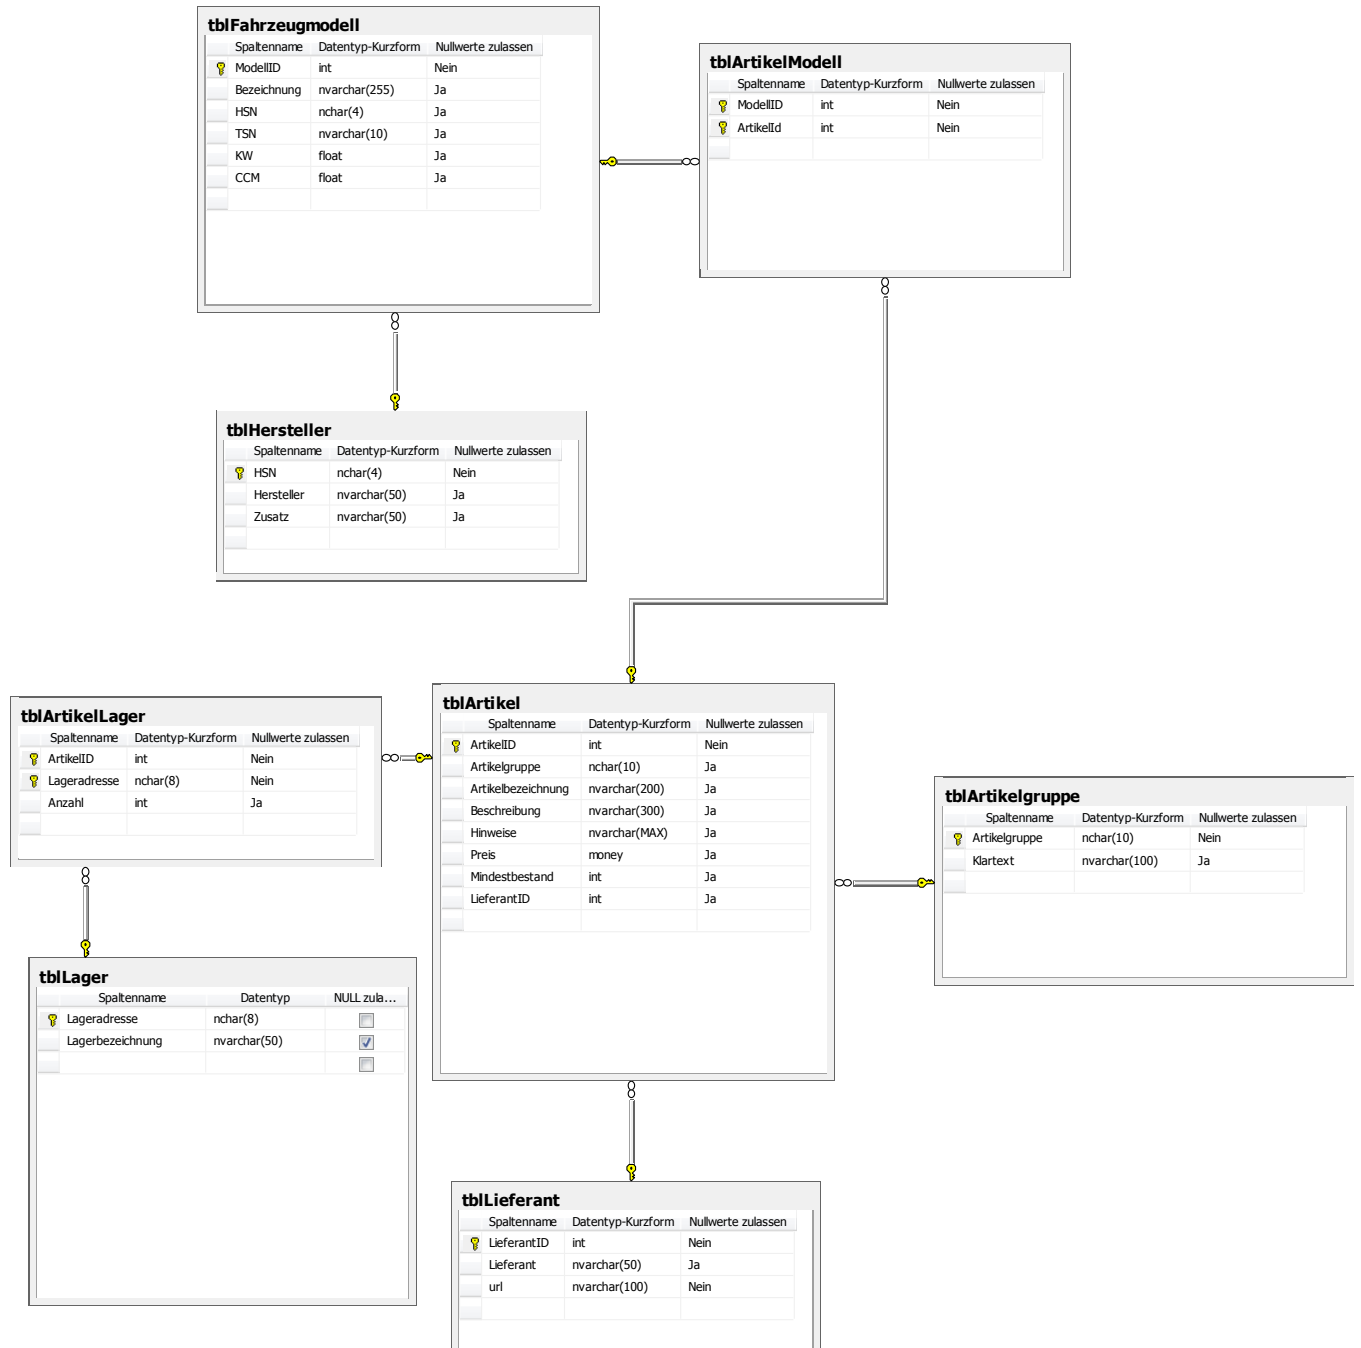 tblFahrzeugmodell
Spaltenname Datentyp-Kurzform Nullwerte zulassen
ModellID int Nein
Bezeichnung nvarchar(255) Ja
HSN nchar(4) Ja
TSN nvarchar(10) Ja
KW float Ja
CCM float Ja
tblArtikelModell
Spaltenname Datentyp-Kurzform Nullwerte zulassen
ModellID int Nein
ArtikelId int Nein
tblHersteller
Spaltenname Datentyp-Kurzform Nullwerte zulassen
HSN nchar(4) Nein
Hersteller nvarchar(50) Ja
Zusatz nvarchar(50) Ja
tblArtikelLager
Spaltenname Datentyp-Kurzform Nullwerte zulassen
ArtikelID int Nein
Lageradresse nchar(8) Nein
Anzahl int Ja
tblArtikel
Spaltenname Datentyp-Kurzform Nullwerte zulassen
ArtikelID int Nein
Artikelgruppe nchar(10) Ja
Artikelbezeichnung nvarchar(200) Ja
Beschreibung nvarchar(300) Ja
Hinweise nvarchar(MAX) Ja
Preis money Ja
Mindestbestand int Ja
LieferantID int Ja
tblArtikelgruppe
Spaltenname Datentyp-Kurzform Nullwerte zulassen
Artikelgruppe nchar(10) Nein
Klartext nvarchar(100) Ja
tblLager
Spaltenname Datentyp NULL zula...
Lageradresse nchar(8)
Lagerbezeichnung nvarchar(50)
tblLieferant
Spaltenname Datentyp-Kurzform Nullwerte zulassen
LieferantID int Nein
Lieferant nvarchar(50) Ja
url nvarchar(100) Nein